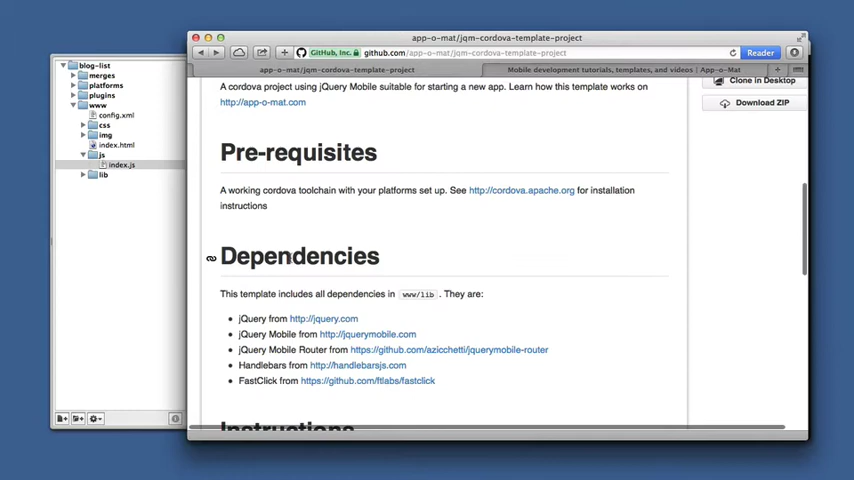 app-o-mat/jqm-cordova-template-project
GitHub, Inc. github.com/app-o-mat/jqm-cordova-template-project
Reader
app-o-mat/jqm-cordova-template-project
Mobile development tutorials, templates, and videos | App-o-Mat
blog-list
merges
platforms
plugins
www
config.xml
css
img
index.html
js
index.js
lib
A cordova project using jQuery Mobile suitable for starting a new app. Learn how this template works on
http://app-o-mat.com
Clone in Desktop
Download ZIP
Pre-requisites
A working cordova toolchain with your platforms set up. See http://cordova.apache.org for installation
instructions
Dependencies
This template includes all dependencies in www/lib . They are:
jQuery from http://jquery.com
jQuery Mobile from http://jquerymobile.com
jQuery Mobile Router from https://github.com/azicchetti/jquerymobile-router
Handlebars from http://handlebarsjs.com
FastClick from https://github.com/ftlabs/fastclick
Instructions